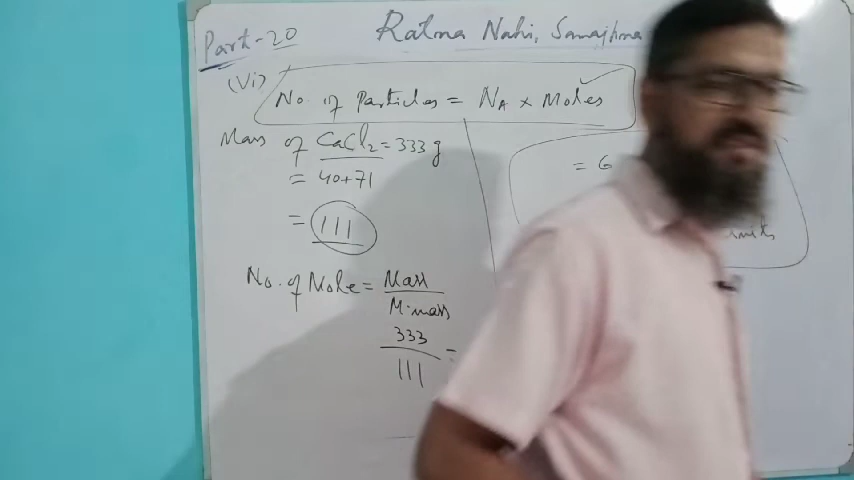 Part-20
Ratna Nahi, Samajhna
(Vi)
No. of Particles = NA × Moles
Mass of CaCl2 = 333 g
= 40+71
= 111
No. of Mole = Mass
M.mass
333
111
=
= 6